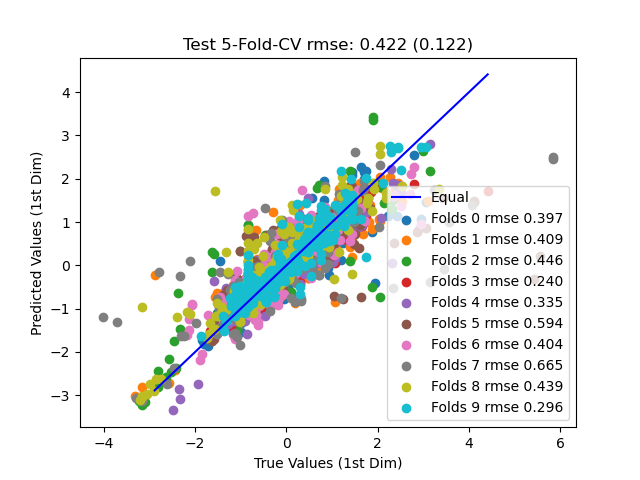 Test 5-Fold-CV rmse: 0.422 (0.122)
Predicted Values (1st Dim)
4
3
2
1
0
−1
−2
−3
Equal
Folds 0 rmse 0.397
Folds 1 rmse 0.409
Folds 2 rmse 0.446
Folds 3 rmse 0.240
Folds 4 rmse 0.335
Folds 5 rmse 0.594
Folds 6 rmse 0.404
Folds 7 rmse 0.665
Folds 8 rmse 0.439
Folds 9 rmse 0.296
−4 −2 0 2 4 6
True Values (1st Dim)